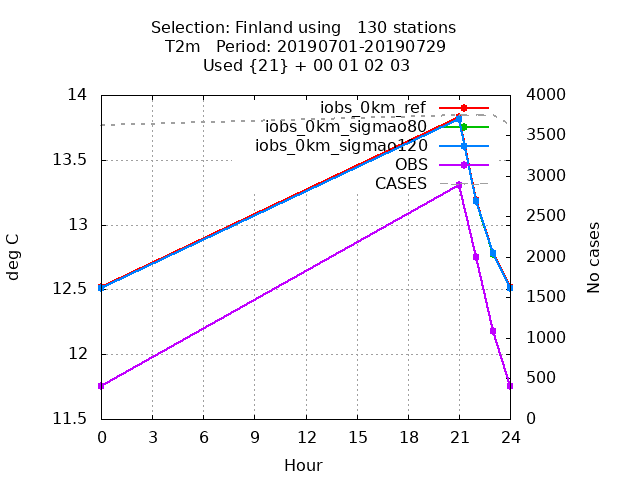 Selection: Finland using   130 stations
T2m   Period: 20190701-20190729
Used {21} + 00 01 02 03
14
13.5
13
12.5
12
11.5
deg C
iobs_0km_ref
iobs_0km_sigmao80
iobs_0km_sigmao120
OBS
CASES
4000
3500
3000
2500
2000
1500
1000
500
0
No cases
0 3 6 9 12 15 18 21 24
Hour